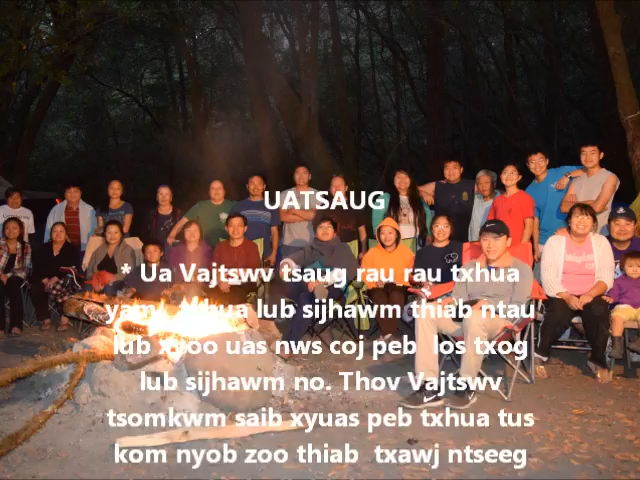 UATSAUG
* Ua Vajtswv tsaug rau rau txhua
lub sijhawm thiab ntau
lub xyoo uas nws coj peb los txog
lub sijhawm no. Thov Vajtswv
tsomkwm saib xyuas peb txhua tus
kom nyob zoo thiab txawj ntseeg